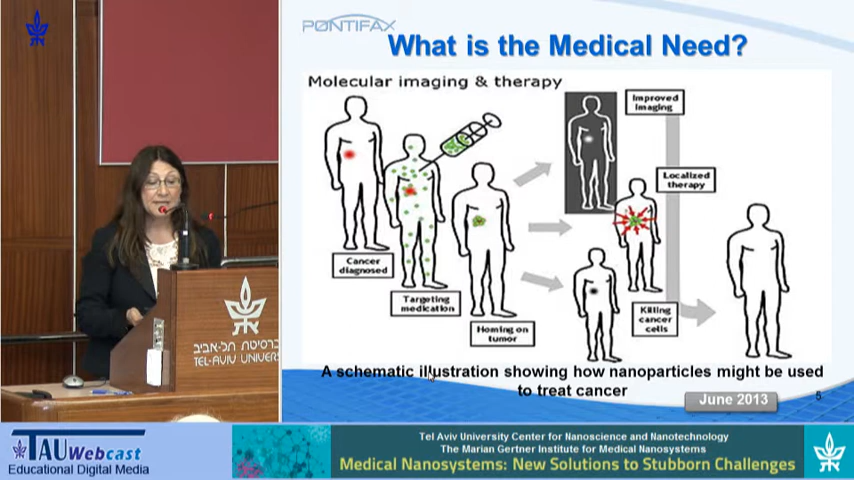 PONTIFAX
What is the Medical Need?
Molecular imaging & therapy
Improved
imaging
Localized
therapy
Cancer
diagnosed
Targeting
medication
Homing on
tumor
Killing
cancer
cells
A schematic illustration showing how nanoparticles might be used
to treat cancer
June 2013
5
אוניברסיטת תל-אביב
TEL-AVIV UNIVERS
TAU Webcast
Educational Digital Media
Tel Aviv University Center for Nanoscience and Nanotechnology
The Marian Gertner Institute for Medical Nanosystems
Medical Nanosystems: New Solutions to Stubborn Challenges